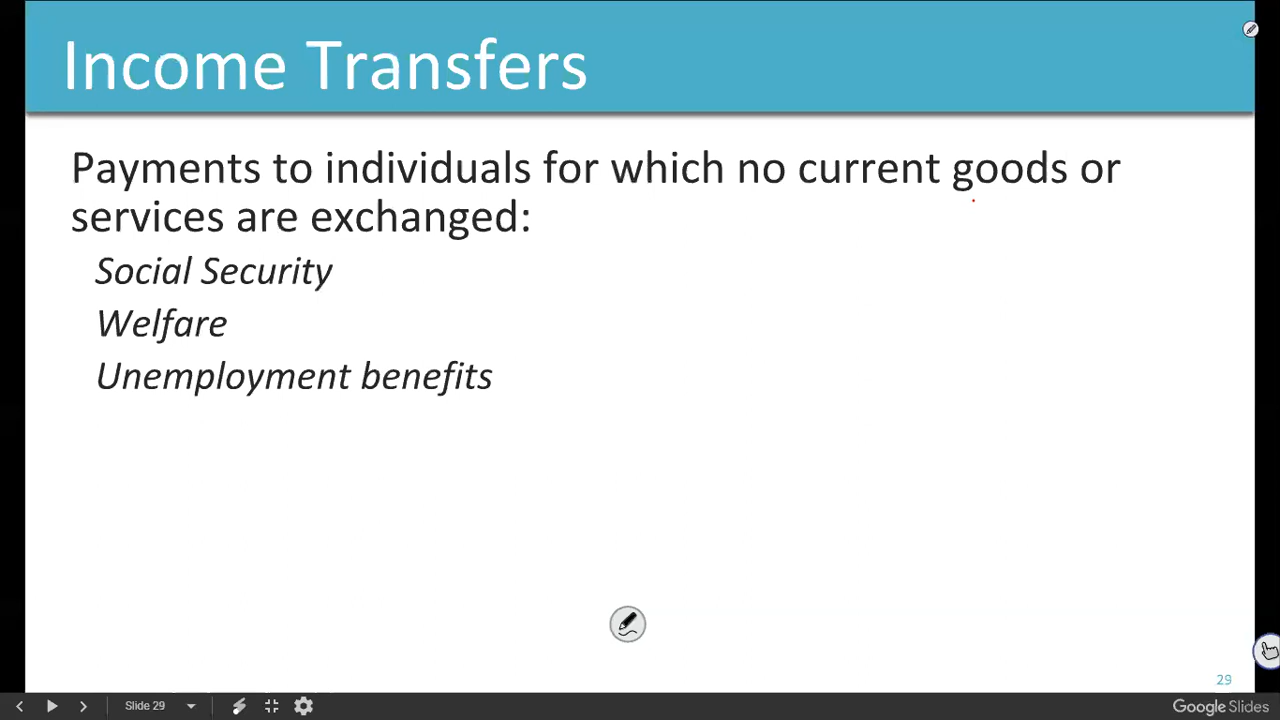 Income Transfers
Payments to individuals for which no current goods or
services are exchanged:
Social Security
Welfare
Unemployment benefits
29
Slide 29
Google Slides